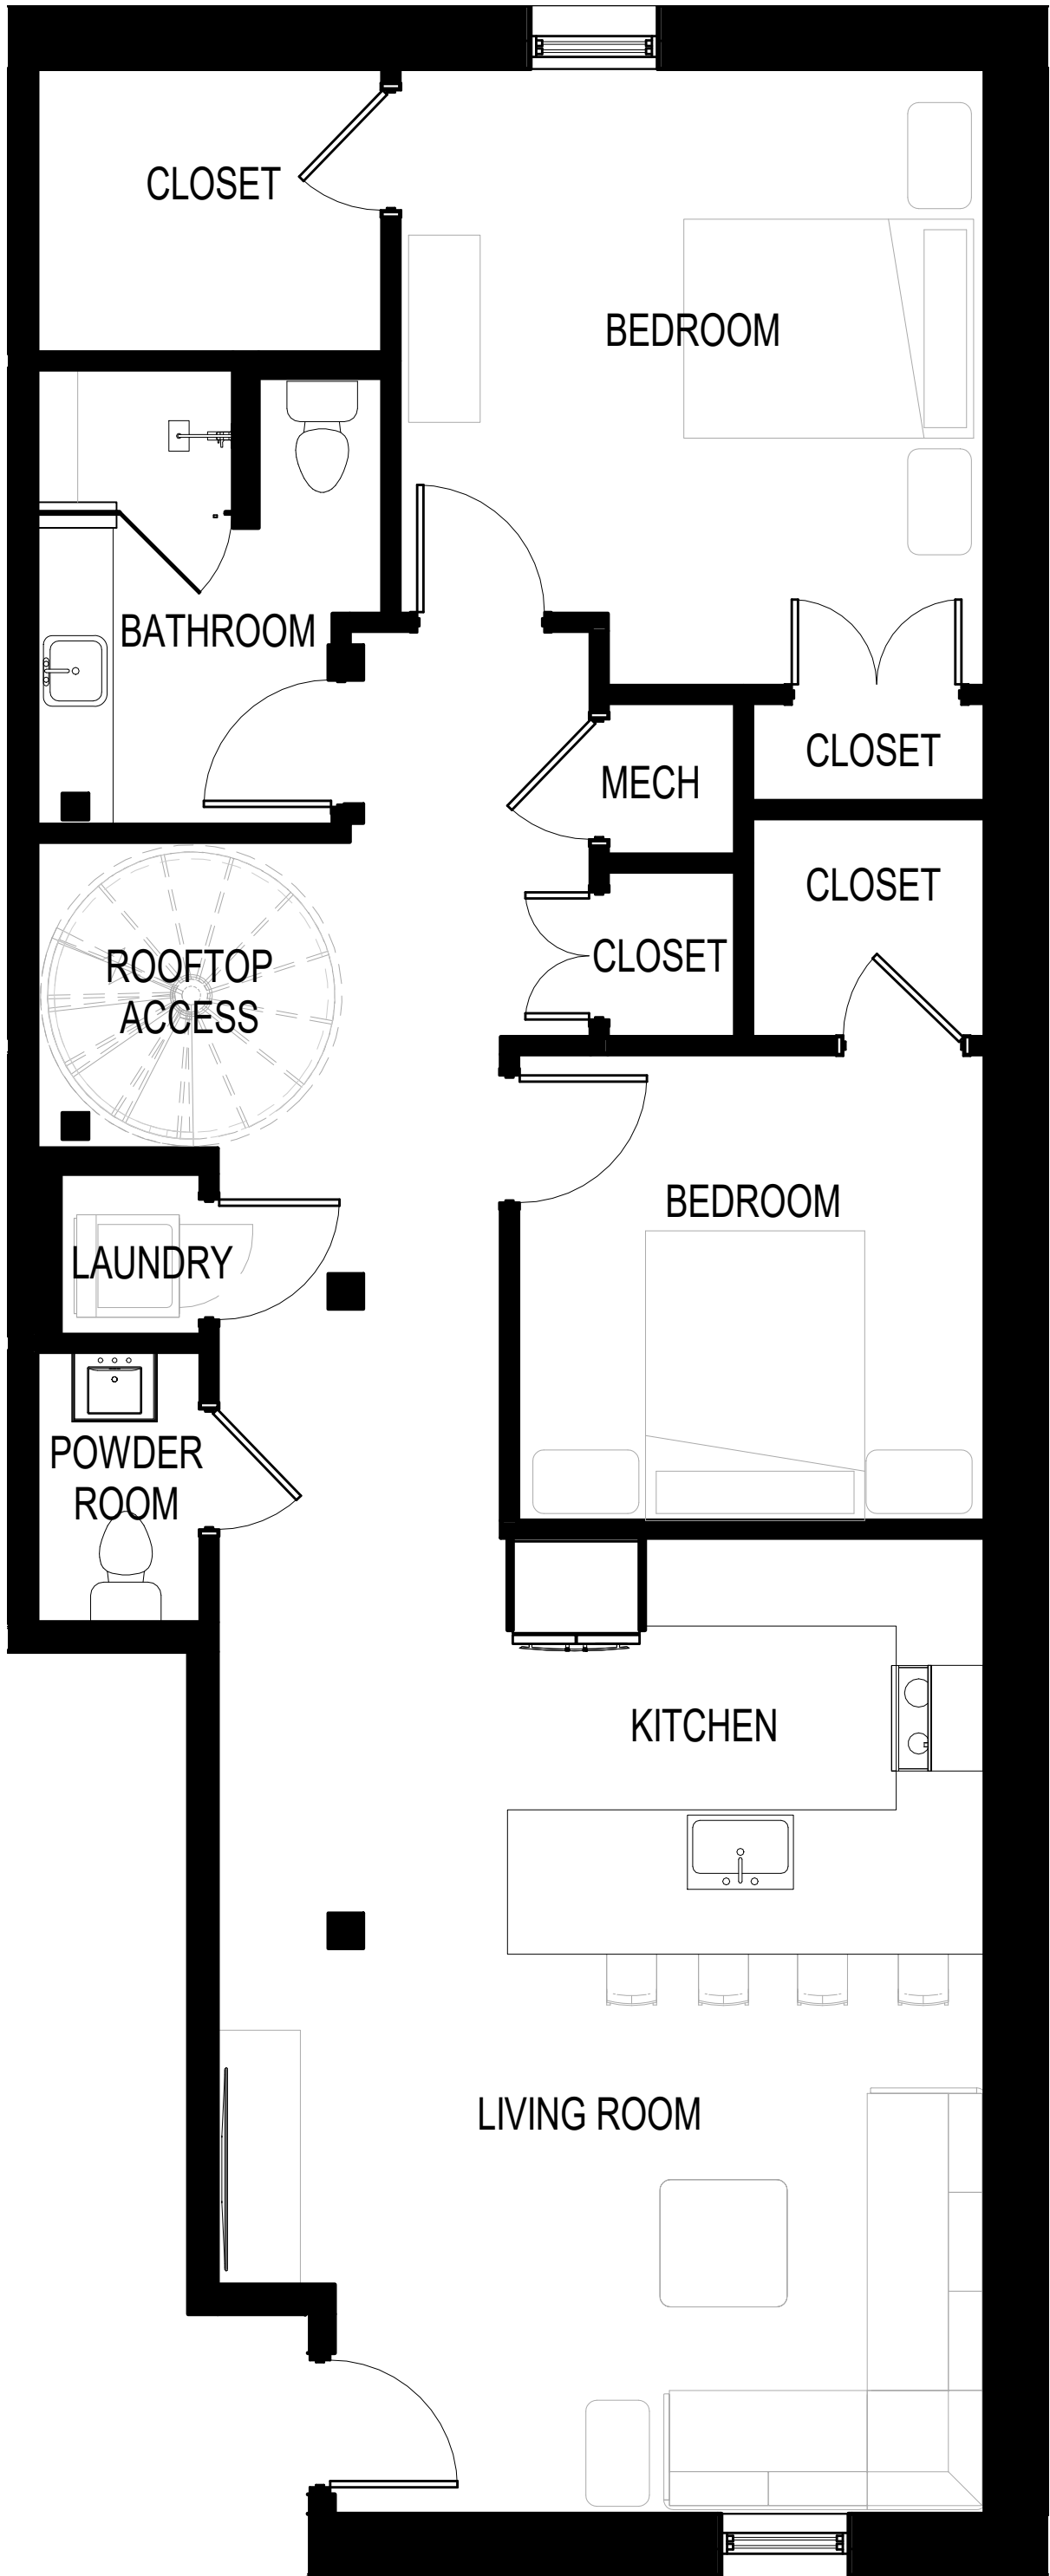 CLOSET
BEDROOM
BATHROOM
CLOSET
MECH
CLOSET
CLOSET
ROOFTOP
ACCESS
BEDROOM
LAUNDRY
POWDER
ROOM
KITCHEN
LIVING ROOM